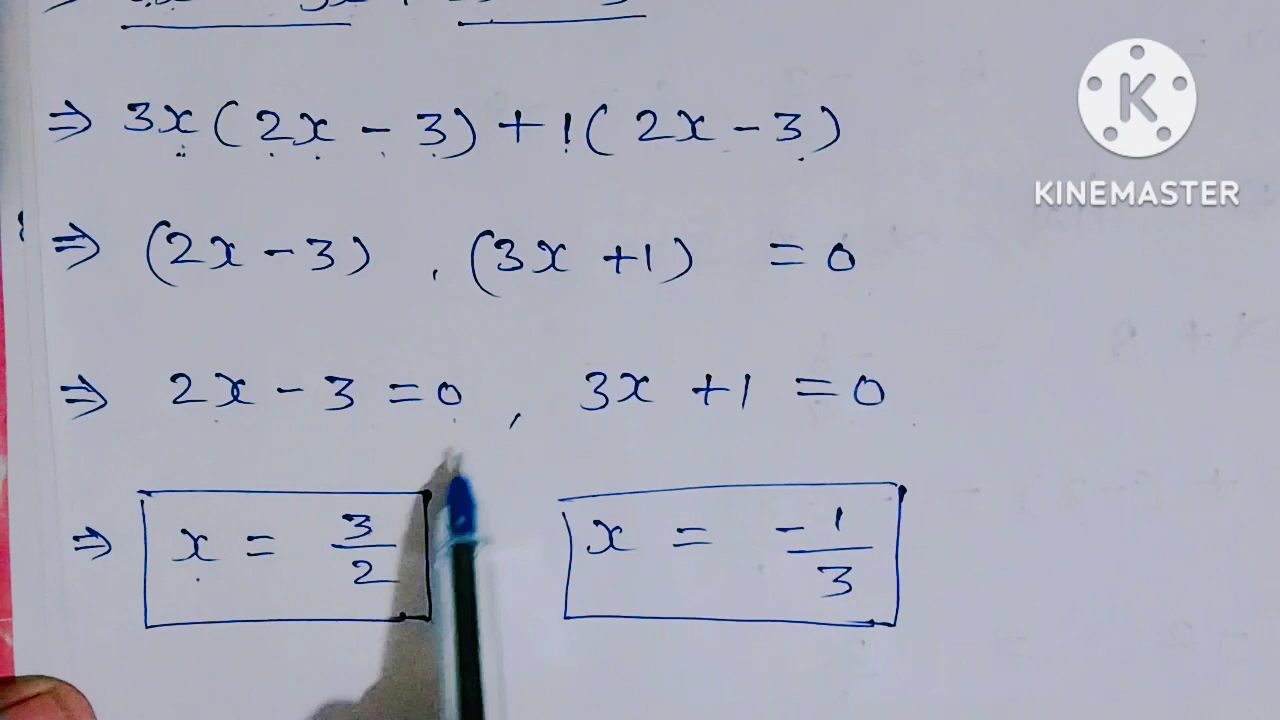 ⇒ 3x(2x - 3) + 1(2x - 3)
⇒ (2x - 3) . (3x + 1) = 0
⇒ 2x - 3 = 0 , 3x + 1 = 0
⇒ x = 3/2 x = -1/3
K
KINEMASTER